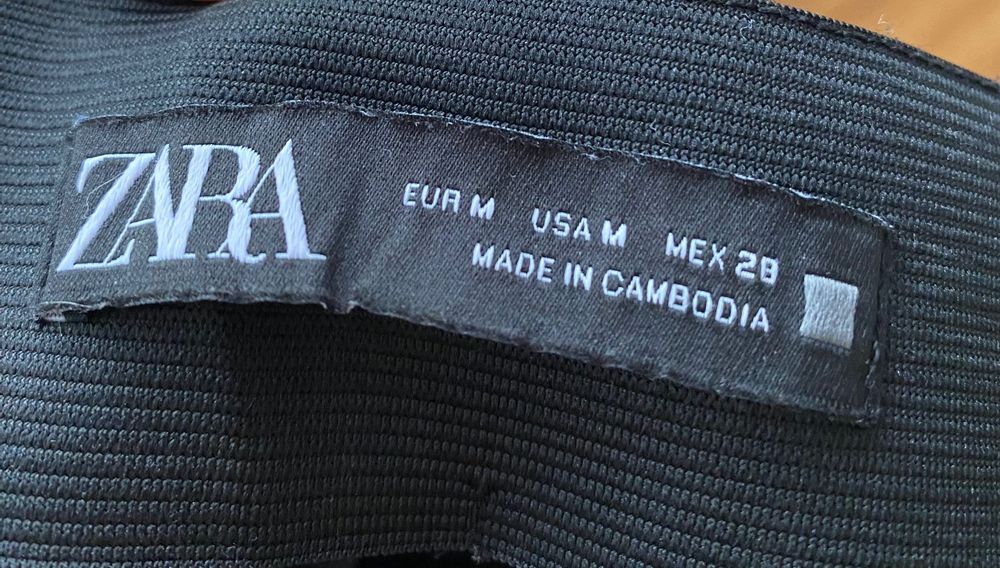 ZARA
EUR M USA M MEX 28
MADE IN CAMBODIA